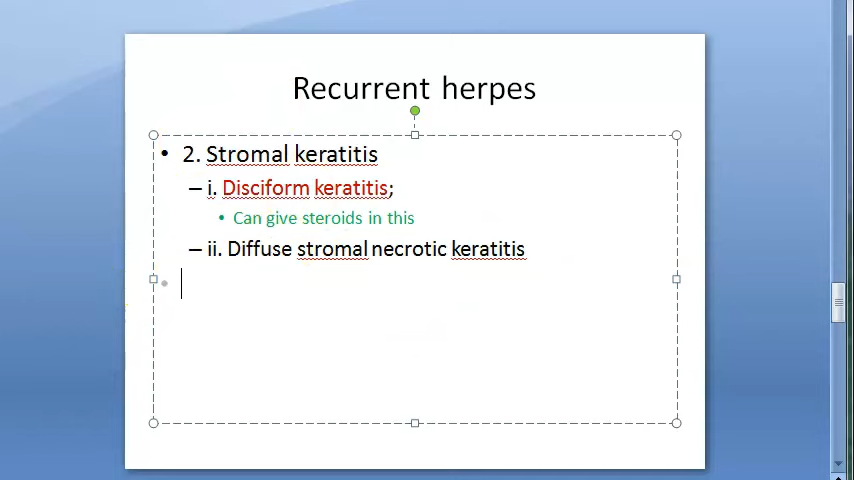 Recurrent herpes
• 2. Stromal keratitis
– i. Disciform keratitis;
• Can give steroids in this
– ii. Diffuse stromal necrotic keratitis